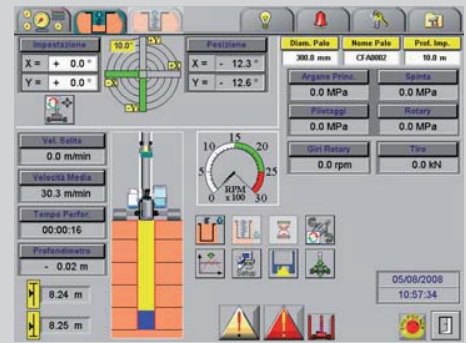 Impostazione
X = + 0.0 °
Y = + 0.0 °
10.0°
+Y
-X
+X
-Y
Posizione
X = - 12.3 °
Y = - 12.6 °
Diam. Palo
Nome Palo
Prof. Imp.
300.0 mm
CFA0002
10.0 m
Argano Princ.
Spinta
0.0 MPa
0.0 MPa
Pilotaggi
Rotary
0.0 MPa
0.0 MPa
Giri Rotary
Tiro
0.0 rpm
0.0 kN
Vel. Salita
0.0 m/min
Velocità Media
30.3 m/min
Tempo Perfor.
00:00:16
Profondimetro
- 0.02 m
8.24 m
8.25 m
0
5
10
15
20
25
30
RPM
x 100
Setup
05/08/2008
10:57:34